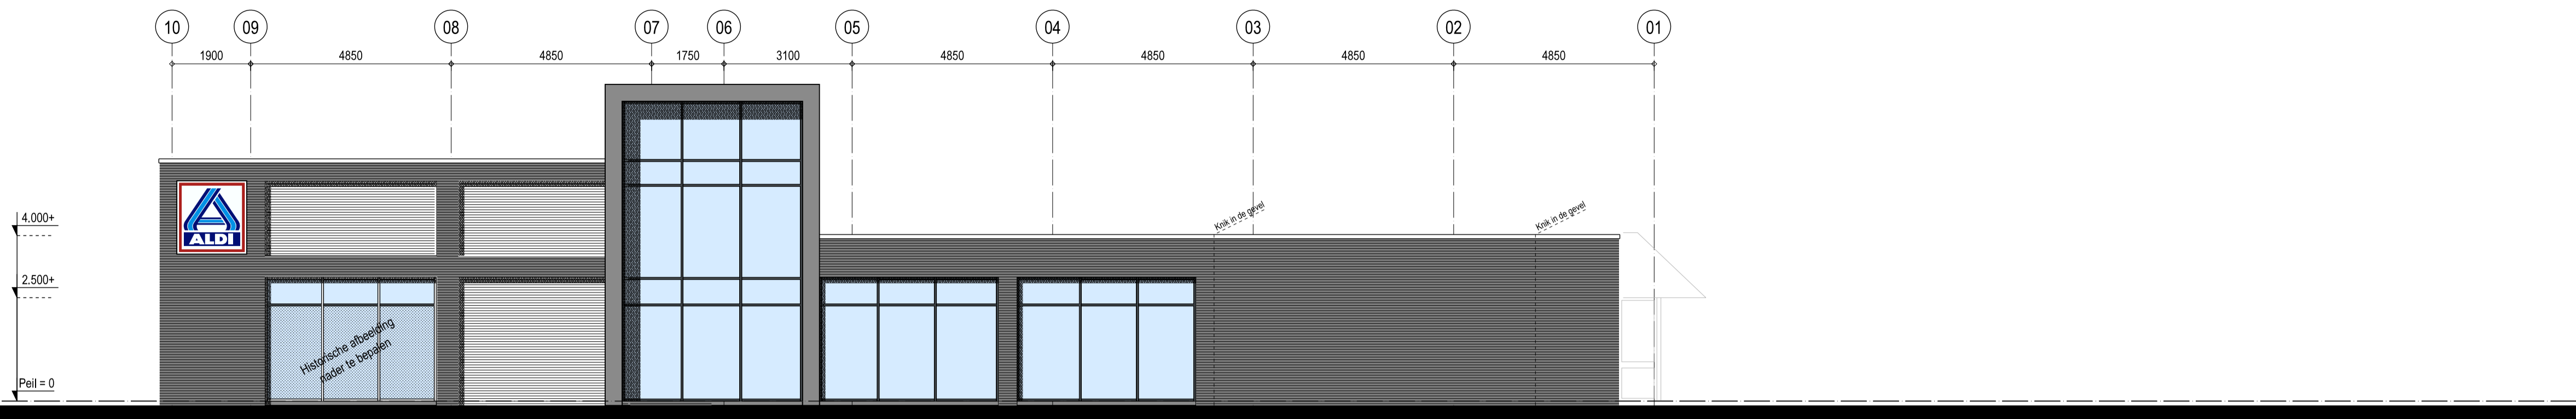 10 09 08 07 06 05 04 03 02 01
1900 4850 4850 1750 3100 4850 4850 4850 4850
Knik in de gevel Knik in de gevel
4.000+
ALDI
2.500+
Historische afbeelding
nader te bepalen
Peil = 0